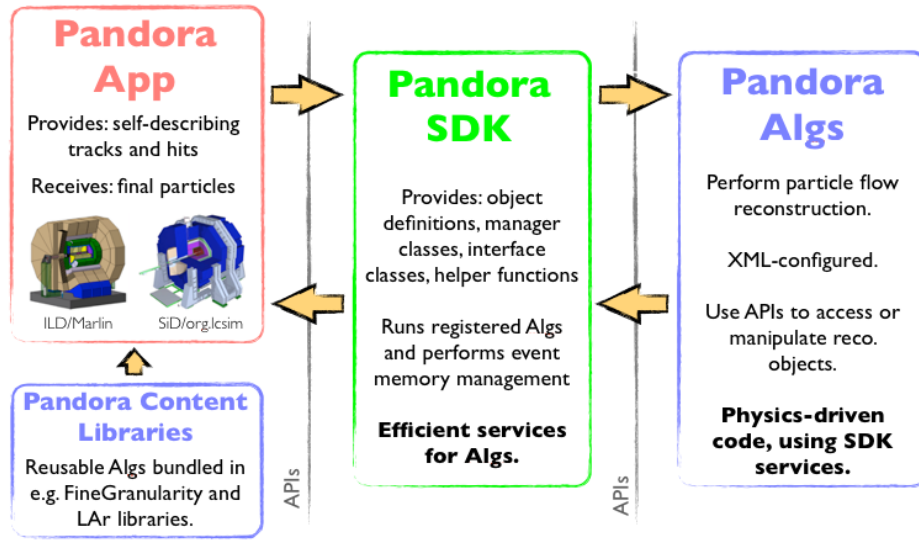 Pandora
App
Provides: self-describing
tracks and hits
Receives: final particles
ILD/Marlin
SiD/org.lcsim
Pandora Content
Libraries
Reusable Algs bundled in
e.g. FineGranularity and
LAr libraries.
APIs
Pandora
SDK
Provides: object
definitions, manager
classes, interface
classes, helper functions
Runs registered Algs
and performs event
memory management
Efficient services
for Algs.
APIs
Pandora
Algs
Perform particle flow
reconstruction.
XML-configured.
Use APIs to access or
manipulate reco.
objects.
Physics-driven
code, using SDK
services.